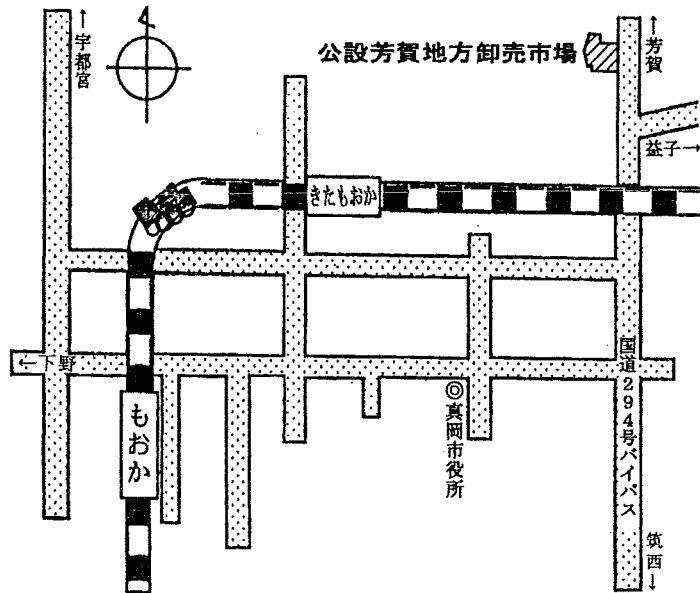 ↑宇都宮
公設芳賀地方卸売市場
↑芳賀
益子→
きたもおか
←下野
国道294号バイパス
もおか
◎真岡市役所
筑西↓